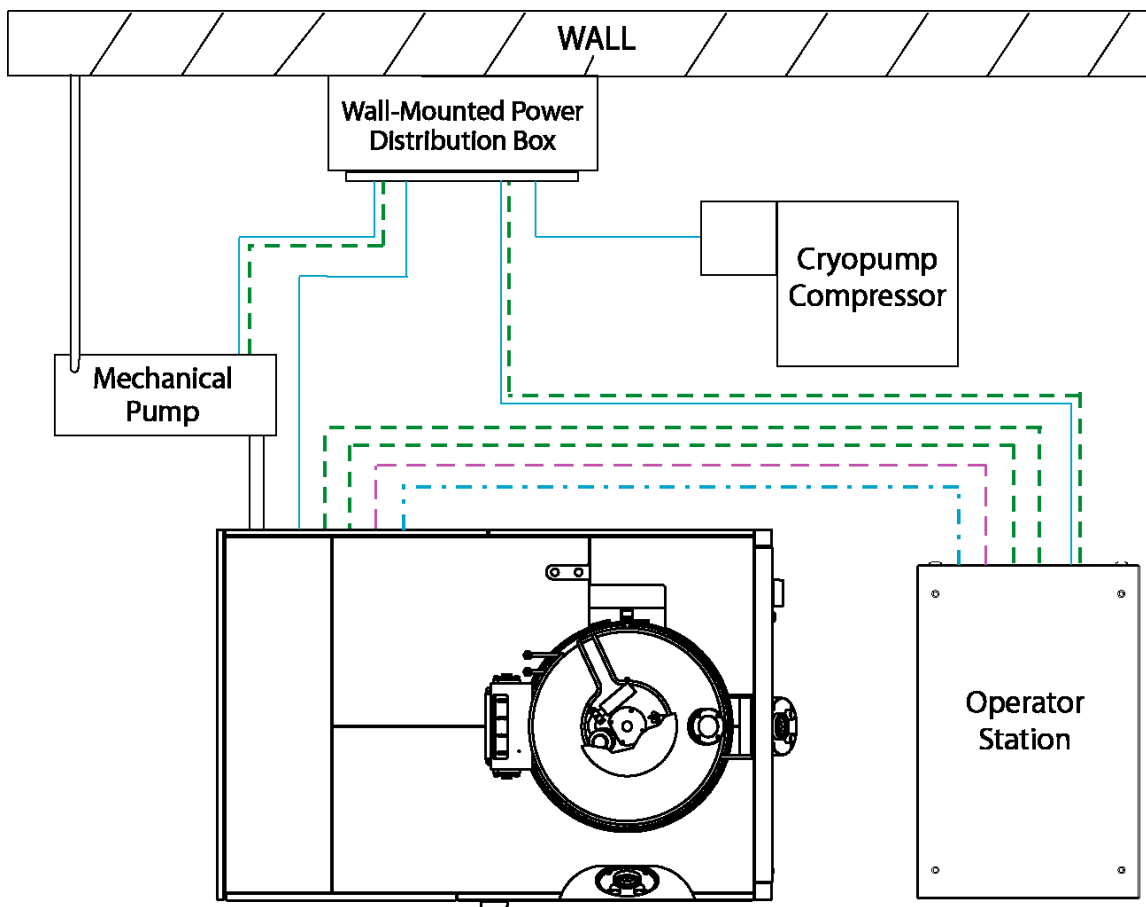 WALL
Wall-Mounted Power
Distribution Box
Cryopump
Compressor
Mechanical
Pump
Operator
Station